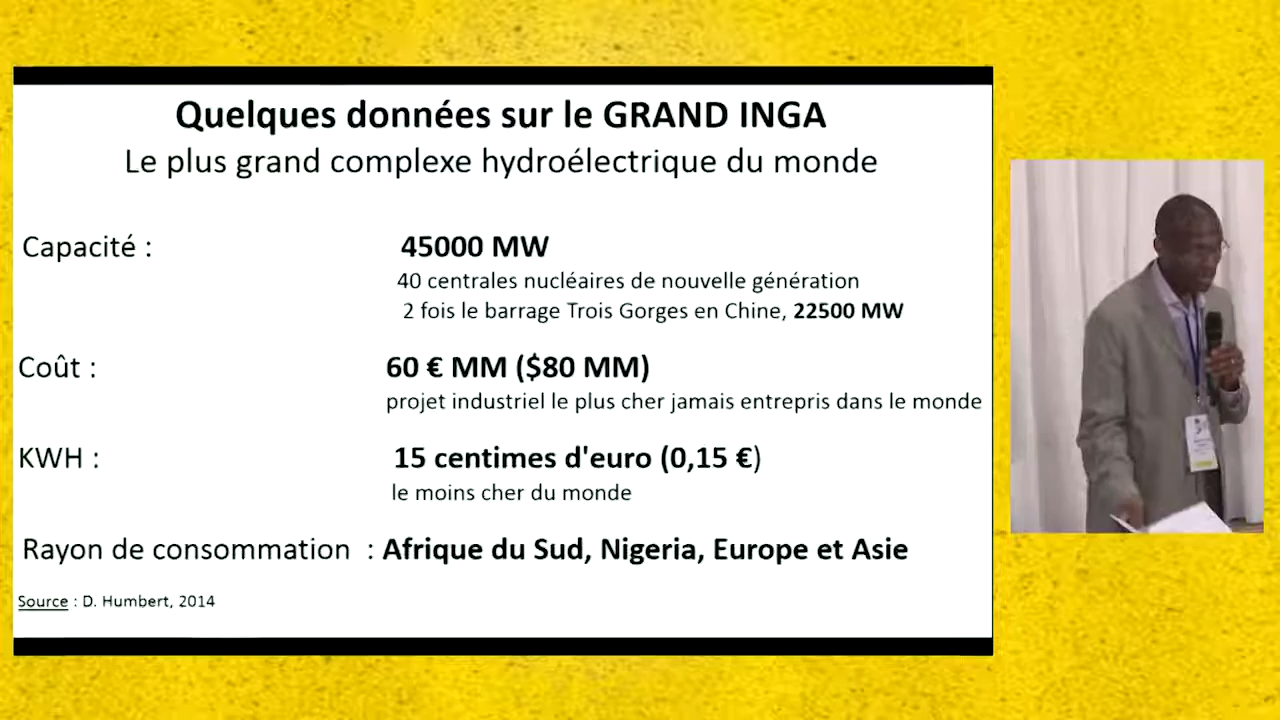 Quelques données sur le GRAND INGA
Le plus grand complexe hydroélectrique du monde
Capacité : 45000 MW
40 centrales nucléaires de nouvelle génération
2 fois le barrage Trois Gorges en Chine, 22500 MW
Coût : 60 € MM ($80 MM)
projet industriel le plus cher jamais entrepris dans le monde
KWH : 15 centimes d'euro (0,15 €)
le moins cher du monde
Rayon de consommation : Afrique du Sud, Nigeria, Europe et Asie
Source : D. Humbert, 2014